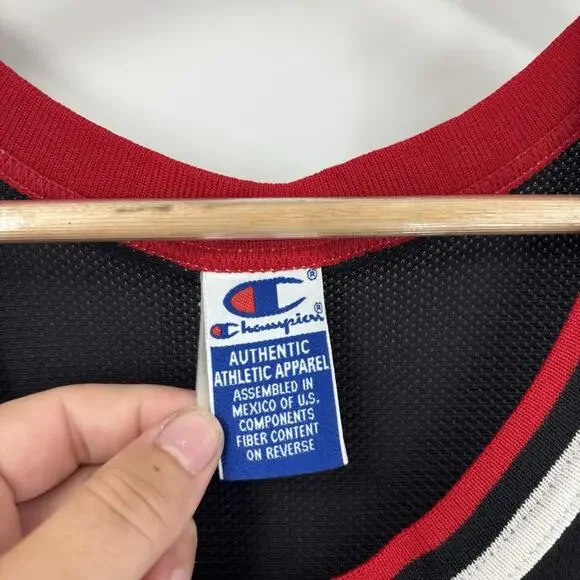 ®
Champion®
AUTHENTIC
ATHLETIC APPAREL
ASSEMBLED IN
MEXICO OF U.S.
COMPONENTS
FIBER CONTENT
ON REVERSE